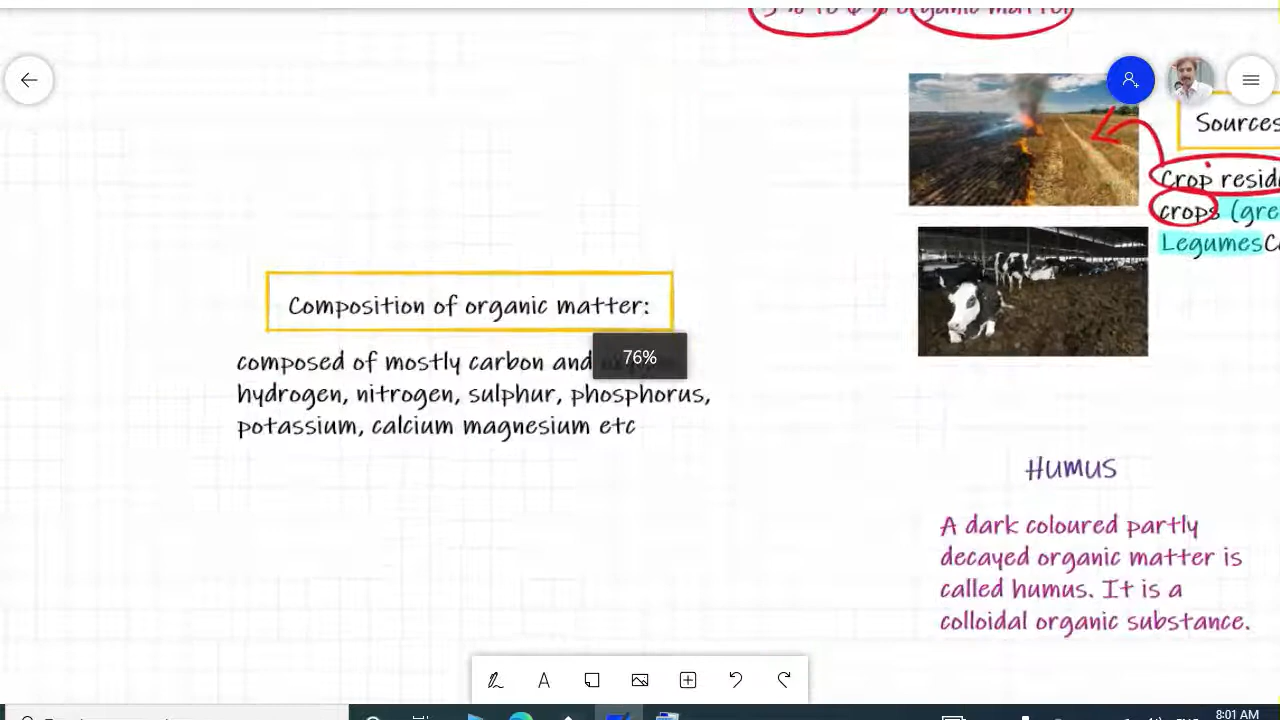 organic matter
Sources
Crop resid
crops (gre
Legumes
Composition of organic matter:
composed of mostly carbon and
hydrogen, nitrogen, sulphur, phosphorus,
potassium, calcium magnesium etc
76%
HUMUS
A dark coloured partly
decayed organic matter is
called humus. It is a
colloidal organic substance.
8:01 AM